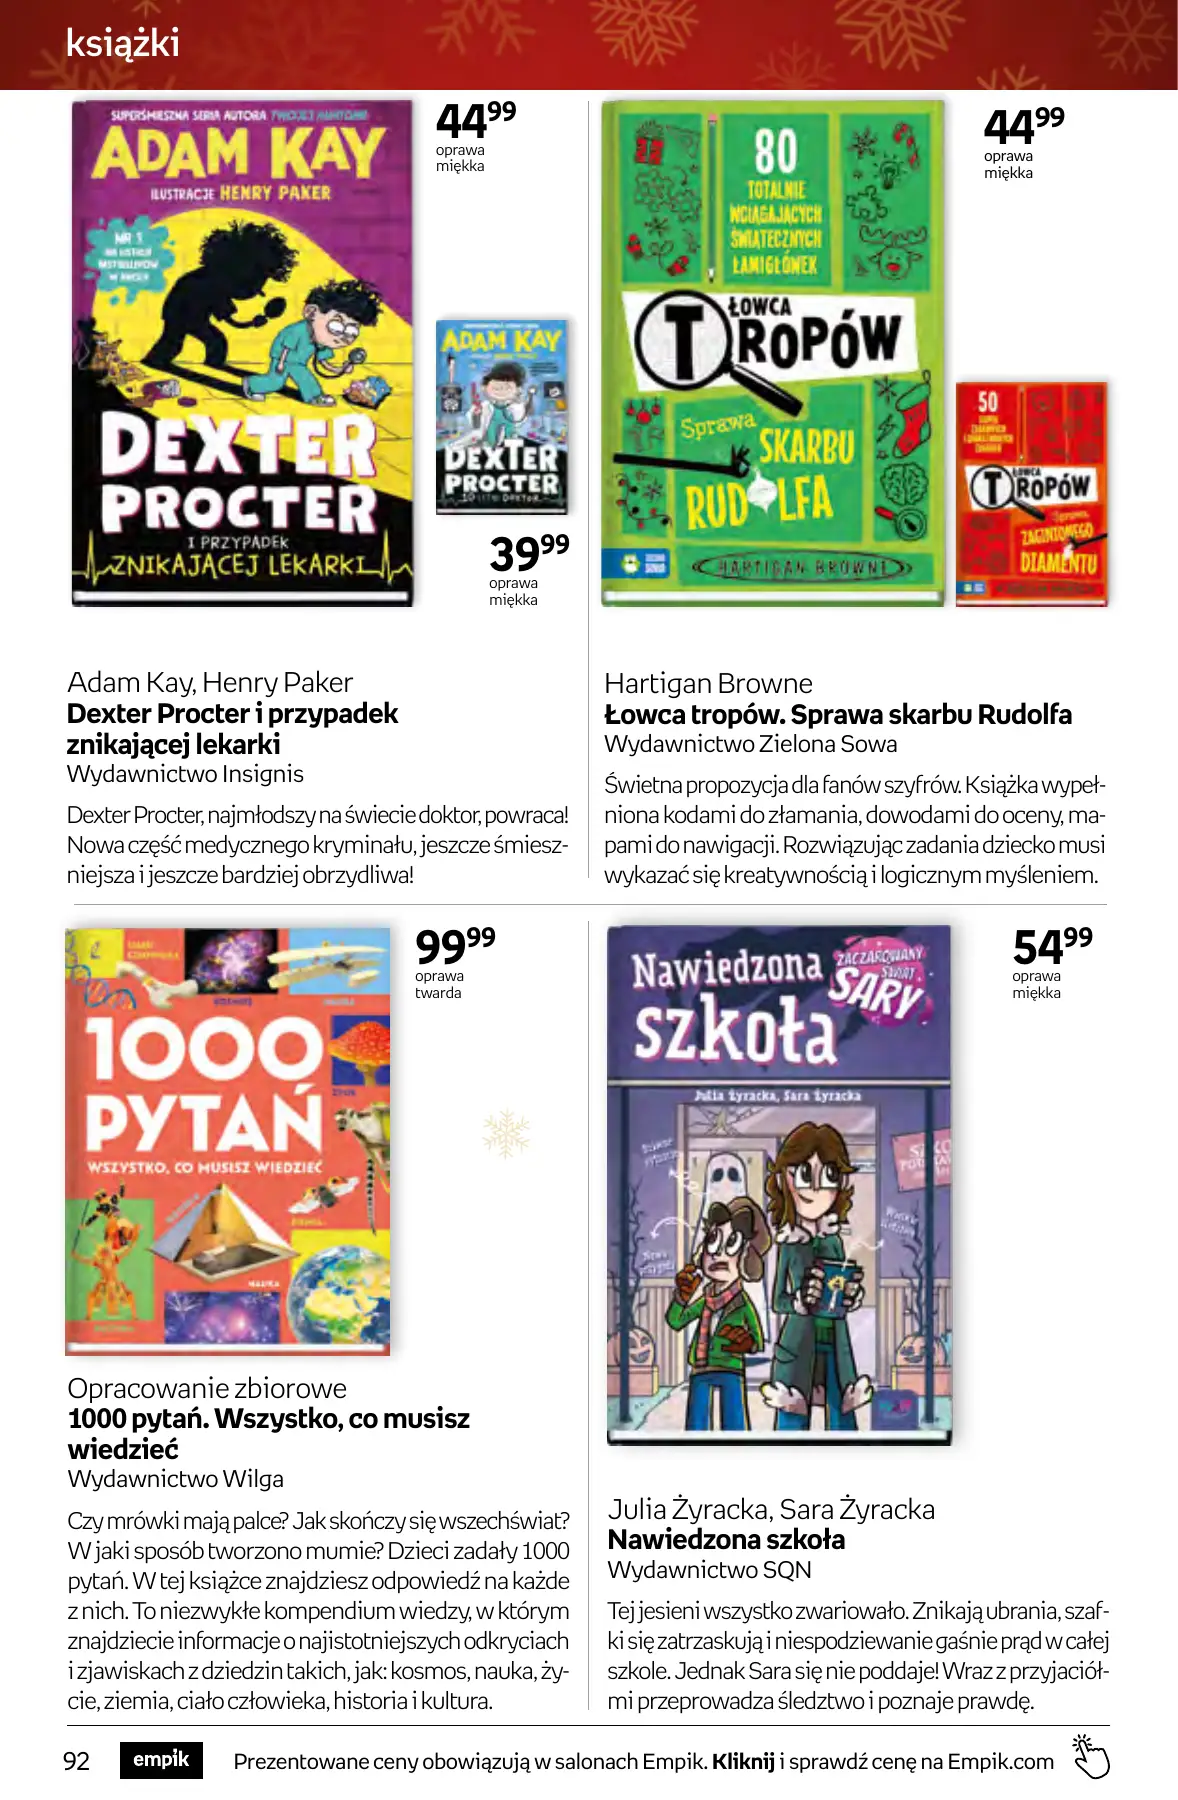 książki
SUPERŚMIESZNA SERIA AUTORA TWOJEJ ANATOMII
ADAM KAY
ILUSTRACJE HENRY PAKER
NR 1
NA LISTACH
BESTSELLERÓW
W ANGLII
DEXTER
PROCTER
I PRZYPADEK
ZNIKAJĄCEJ LEKARKI
4499
oprawa
miękka
ADAM KAY
DEXTER
PROCTER
3999
oprawa
miękka
Adam Kay, Henry Paker
Dexter Procter i przypadek
znikającej lekarki
Wydawnictwo Insignis
Dexter Procter, najmłodszy na świecie doktor, powraca!
Nowa część medycznego kryminału, jeszcze śmiesz-
niejsza i jeszcze bardziej obrzydliwa!
80
TOTALNIE
WCIĄGAJĄCYCH
ŚWIĄTECZNYCH
ŁAMIGŁÓWEK
ŁOWCA
TROPÓW
Sprawa
SKARBU
RUDOLFA
HARTIGAN BROWNE
4499
oprawa
miękka
50
ŁOWCA
TROPÓW
Sprawa
ZAGINIONEGO
DIAMENTU
Hartigan Browne
Łowca tropów. Sprawa skarbu Rudolfa
Wydawnictwo Zielona Sowa
Świetna propozycja dla fanów szyfrów. Książka wypeł-
niona kodami do złamania, dowodami do oceny, ma-
pami do nawigacji. Rozwiązując zadania dziecko musi
wykazać się kreatywnością i logicznym myśleniem.
1000
PYTAŃ
WSZYSTKO, CO MUSISZ WIEDZIEĆ
NAUKA
9999
oprawa
twarda
Opracowanie zbiorowe
1000 pytań. Wszystko, co musisz
wiedzieć
Wydawnictwo Wilga
Czy mrówki mają palce? Jak skończy się wszechświat?
W jaki sposób tworzono mumie? Dzieci zadały 1000
pytań. W tej książce znajdziesz odpowiedź na każde
z nich. To niezwykłe kompendium wiedzy, w którym
znajdziecie informacje o najistotniejszych odkryciach
i zjawiskach z dziedzin takich, jak: kosmos, nauka, ży-
cie, ziemia, ciało człowieka, historia i kultura.
Nawiedzona
szkoła
ZACZAROWANY
ŚWIAT
SARY
Julia Żyracka, Sara Żyracka
5499
oprawa
miękka
Julia Żyracka, Sara Żyracka
Nawiedzona szkoła
Wydawnictwo SQN
Tej jesieni wszystko zwariowało. Znikają ubrania, szaf-
ki się zatrzaskują i niespodziewanie gaśnie prąd w całej
szkole. Jednak Sara się nie poddaje! Wraz z przyjaciół-
mi przeprowadza śledztwo i poznaje prawdę.
92
empik
Prezentowane ceny obowiązują w salonach Empik. Kliknij i sprawdź cenę na Empik.com